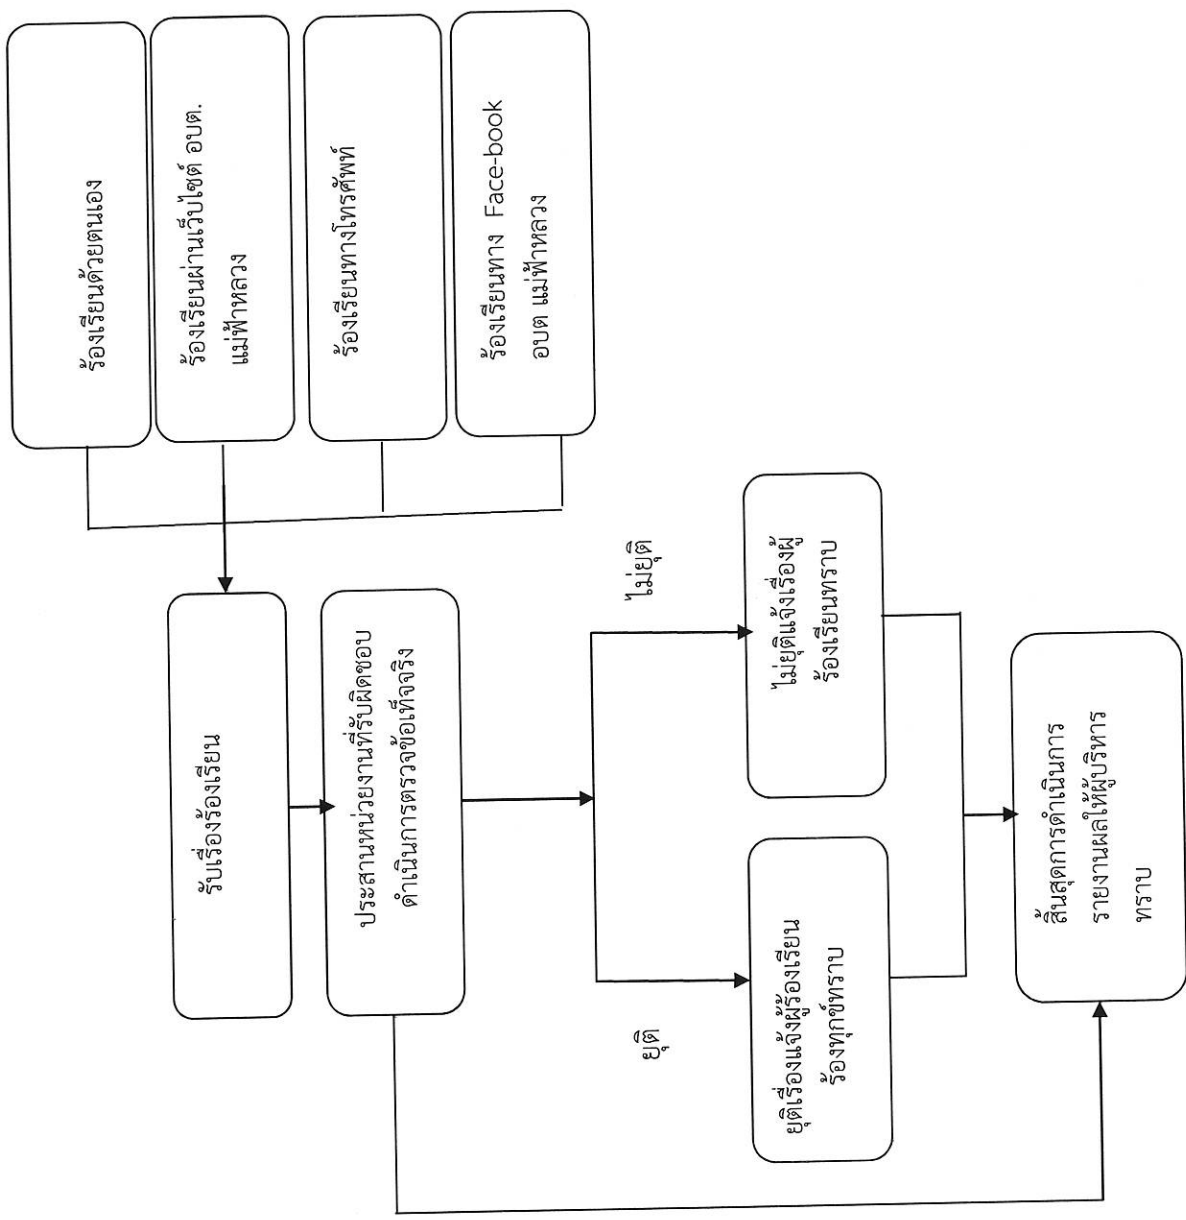 ร้องเรียนด้วยตนเอง
ร้องเรียนผ่านเว็บไซต์ อบต.
แม่ฟ้าหลวง
ร้องเรียนทางโทรศัพท์
ร้องเรียนทาง Face-book
อบต แม่ฟ้าหลวง
รับเรื่องร้องเรียน
ประสานหน่วยงานที่รับผิดชอบ
ดำเนินการตรวจข้อเท็จจริง
ยุติ
ไม่ยุติ
ยุติเรื่องแจ้งผู้ร้องเรียน
ร้องทุกข์ทราบ
ไม่ยุติแจ้งเรื่องผู้
ร้องเรียนทราบ
สิ้นสุดการดำเนินการ
รายงานผลให้ผู้บริหาร
ทราบ